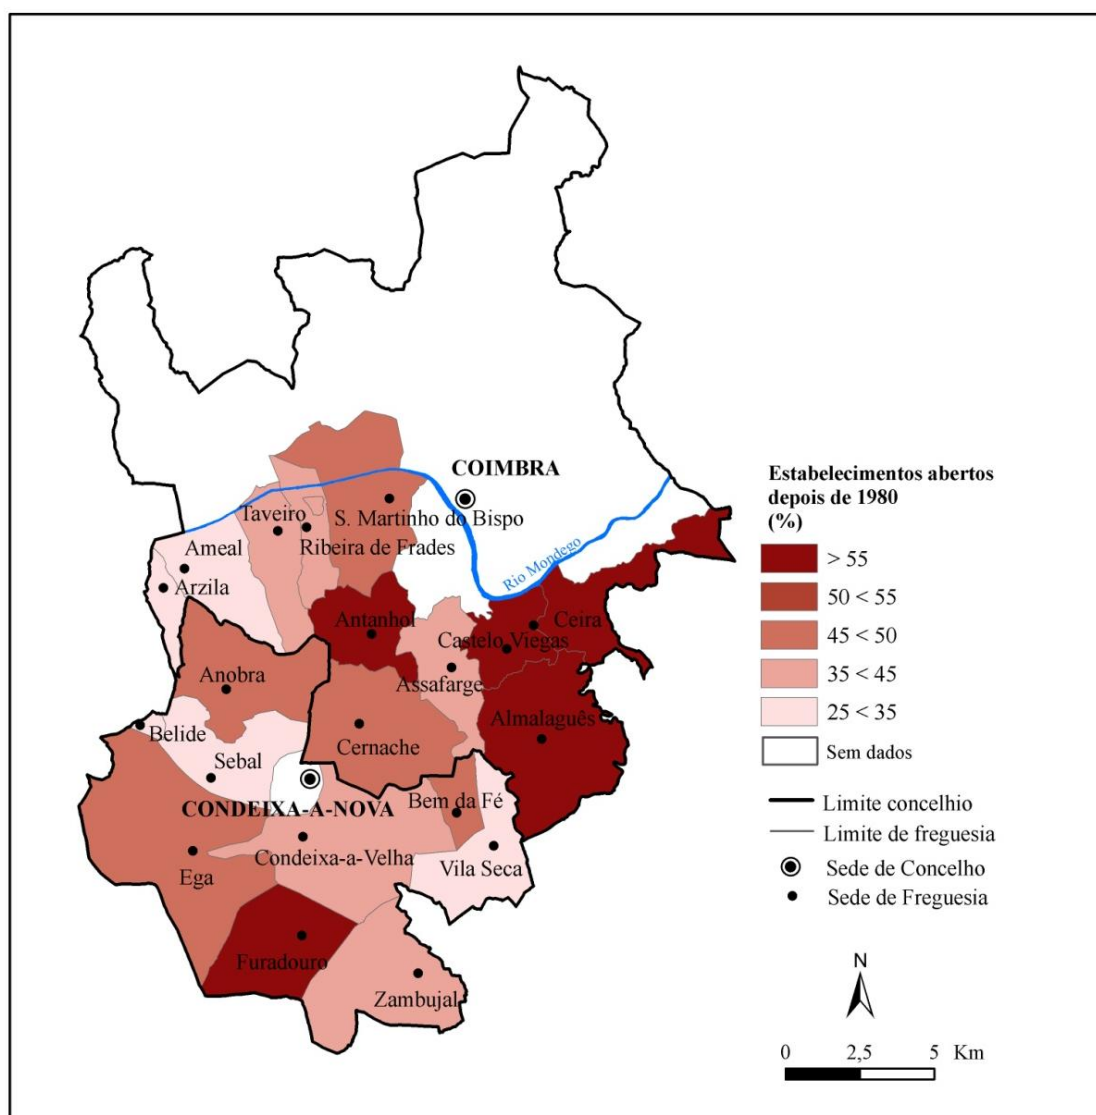 COIMBRA
S. Martinho do Bispo
Taveiro
Ribeira de Frades
Rio Mondego
Ameal
Arzila
Antanhol
Ceira
Castelo Viegas
Assafarge
Anobra
Almalaguês
Belide
Cernache
Sebal
CONDEIXA-A-NOVA
Bem da Fé
Condeixa-a-Velha
Vila Seca
Ega
Furadouro
Zambujal
Estabelecimentos abertos
depois de 1980
(%)
> 55
50 < 55
45 < 50
35 < 45
25 < 35
Sem dados
Limite concelhio
Limite de freguesia
Sede de Concelho
Sede de Freguesia
N
0 2,5 5 Km